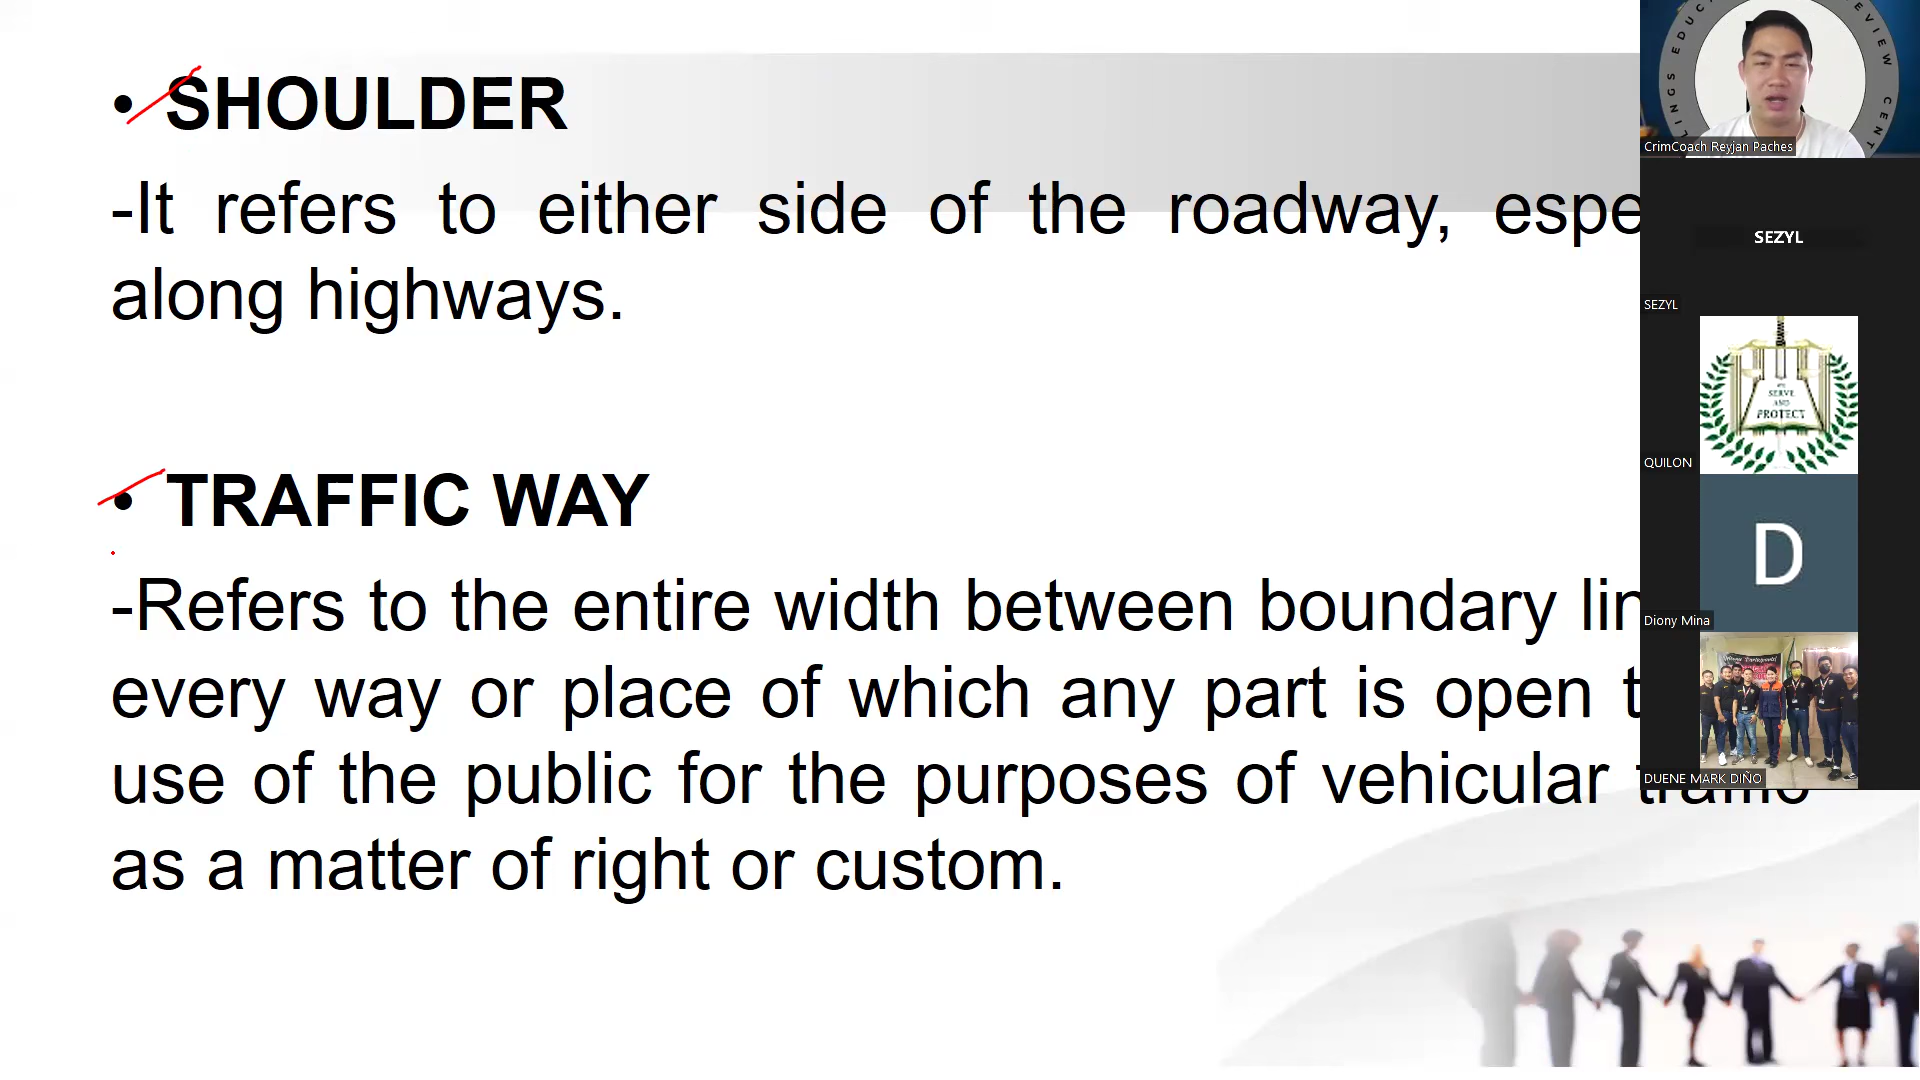 • SHOULDER
-It refers to either side of the roadway,
along highways.
• TRAFFIC WAY
-Refers to the entire width between boundary
every way or place of which any part is open
use of the public for the purposes of vehicular traffic
as a matter of right or custom.
CrimCoach Reyjan Paches
SEZYL
SEZYL
SERVE
AND
PROTECT
QUILON
D
Diony Mina
DUENE MARK DIÑO